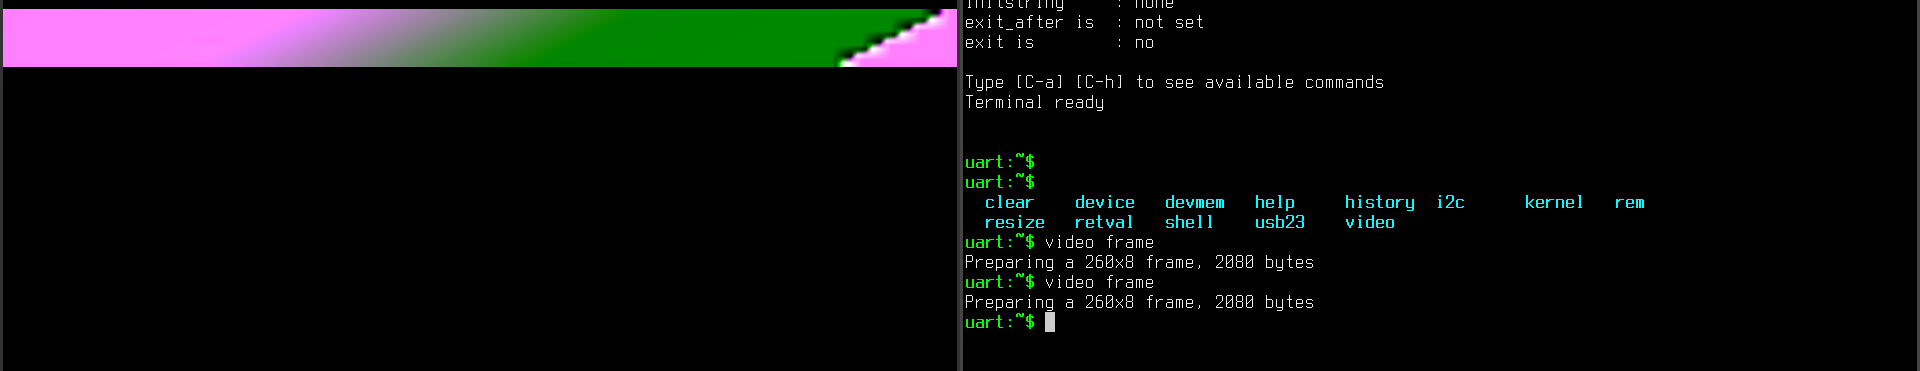 initstring     : none
exit_after is  : not set
exit is        : no
Type [C-a] [C-h] to see available commands
Terminal ready
uart:~$
uart:~$
clear    device   devmem   help     history  i2c      kernel   rem
resize   retval   shell    usb23    video
uart:~$ video frame
Preparing a 260x8 frame, 2080 bytes
uart:~$ video frame
Preparing a 260x8 frame, 2080 bytes
uart:~$